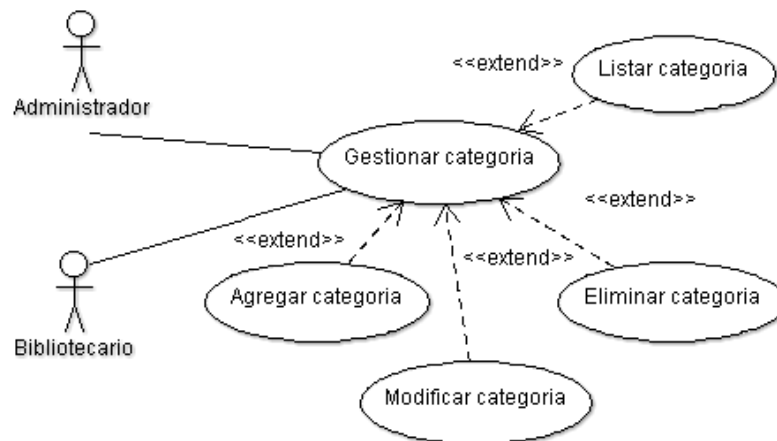 <<extend>>
Listar categoria
Administrador
Gestionar categoria
<<extend>>
<<extend>>
<<extend>>
Agregar categoria
Eliminar categoria
Bibliotecario
Modificar categoria